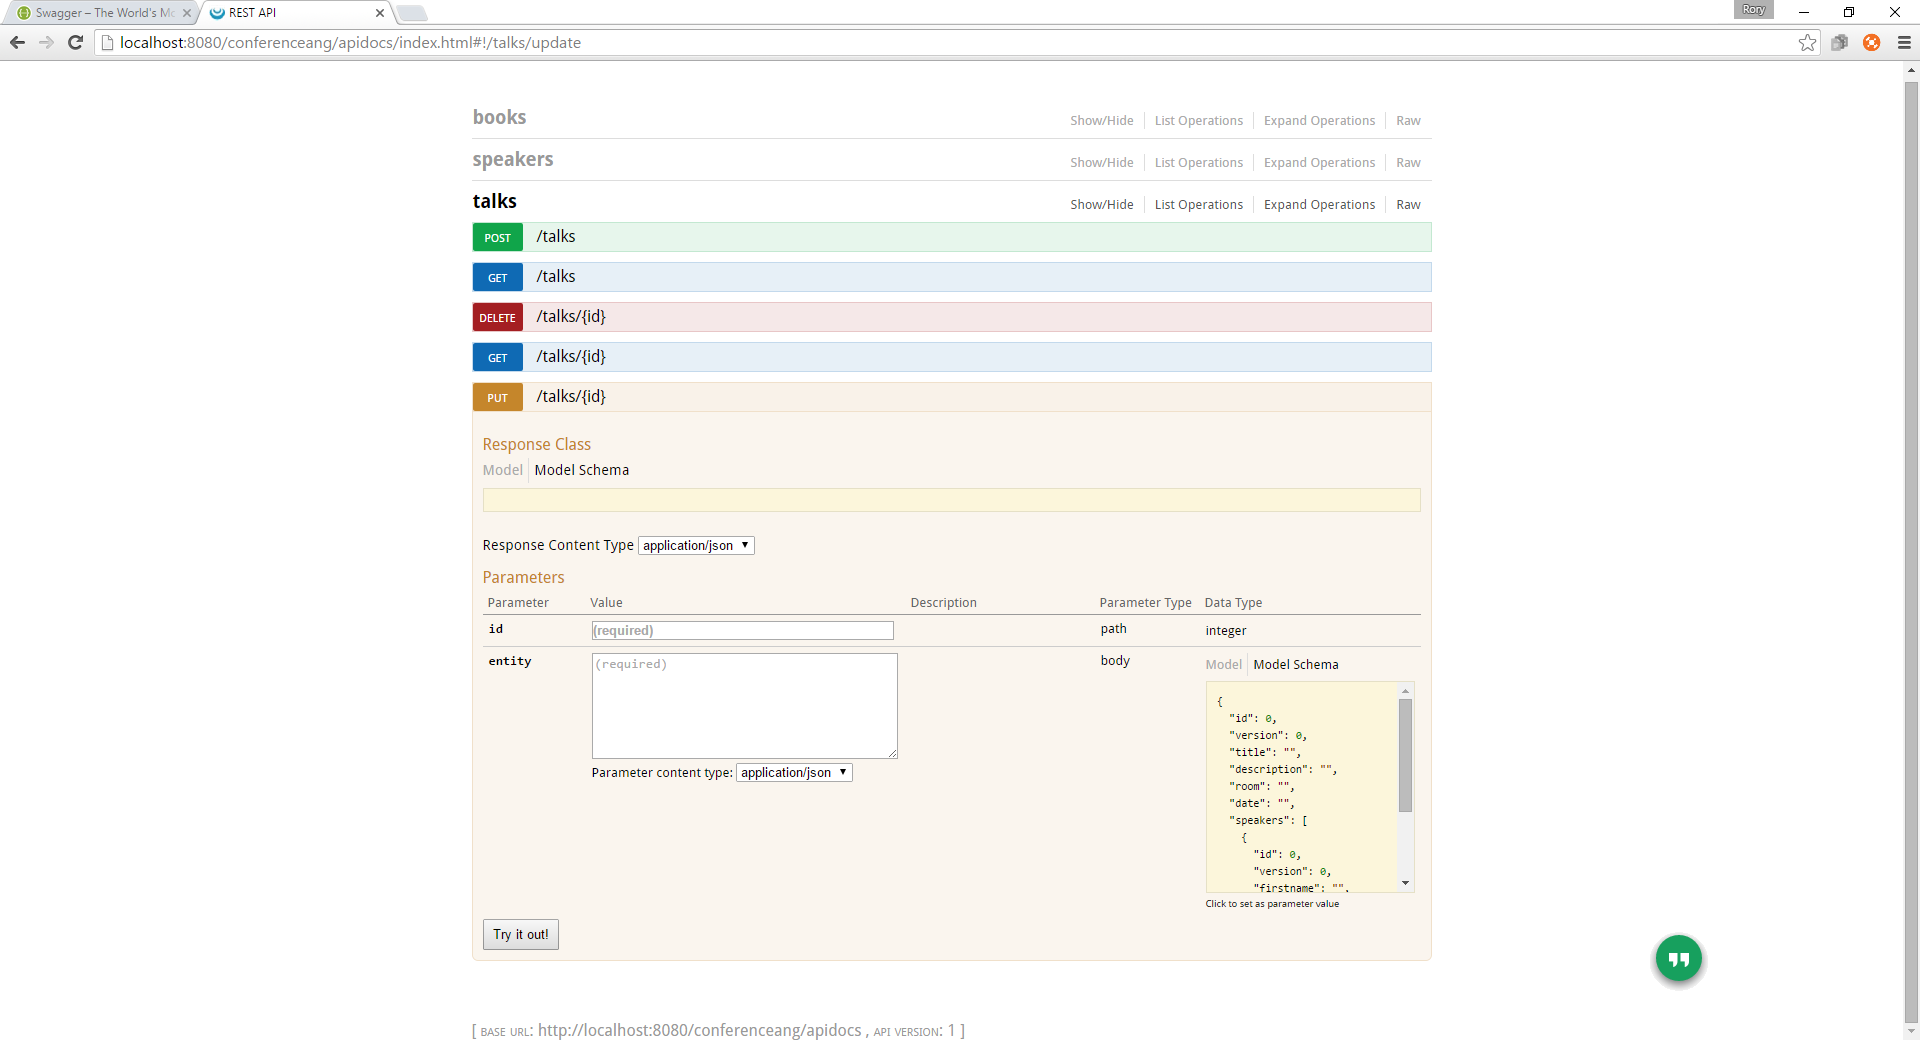 Swagger – The World's Mo
REST API
Rory
localhost:8080/conferenceang/apidocs/index.html#!/talks/update
books
Show/Hide List Operations Expand Operations Raw
speakers
Show/Hide List Operations Expand Operations Raw
talks
Show/Hide List Operations Expand Operations Raw
POST /talks
GET /talks
DELETE /talks/{id}
GET /talks/{id}
PUT /talks/{id}
Response Class
Model Model Schema
Response Content Type application/json
Parameters
Parameter Value Description Parameter Type Data Type
id (required) path integer
entity (required) body
Model Model Schema
{
"id": 0,
"version": 0,
"title": "",
"description": "",
"room": "",
"date": "",
"speakers": [
{
"id": 0,
"version": 0,
"firstname": "",
Parameter content type: application/json
Click to set as parameter value
Try it out!
[ BASE URL: http://localhost:8080/conferenceang/apidocs , API VERSION: 1 ]